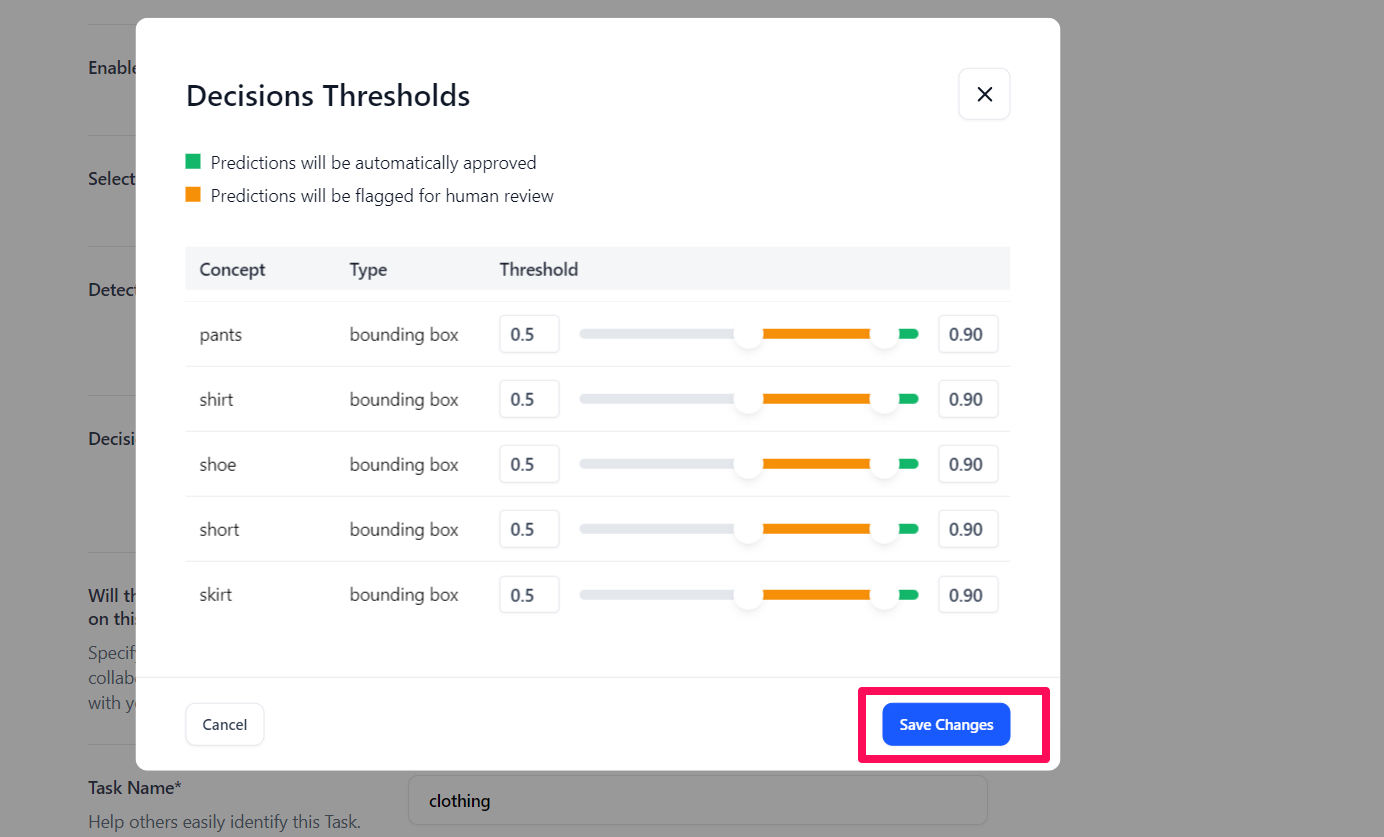 Enable
Decisions Thresholds
Predictions will be automatically approved
Select
Predictions will be flagged for human review
Concept Type Threshold
Detect
pants bounding box 0.5 0.90
shirt bounding box 0.5 0.90
Decisi
shoe bounding box 0.5 0.90
short bounding box 0.5 0.90
skirt bounding box 0.5 0.90
Will th
on this
Specify
collabo
with yo
Cancel Save Changes
Task Name*
clothing
Help others easily identify this Task.